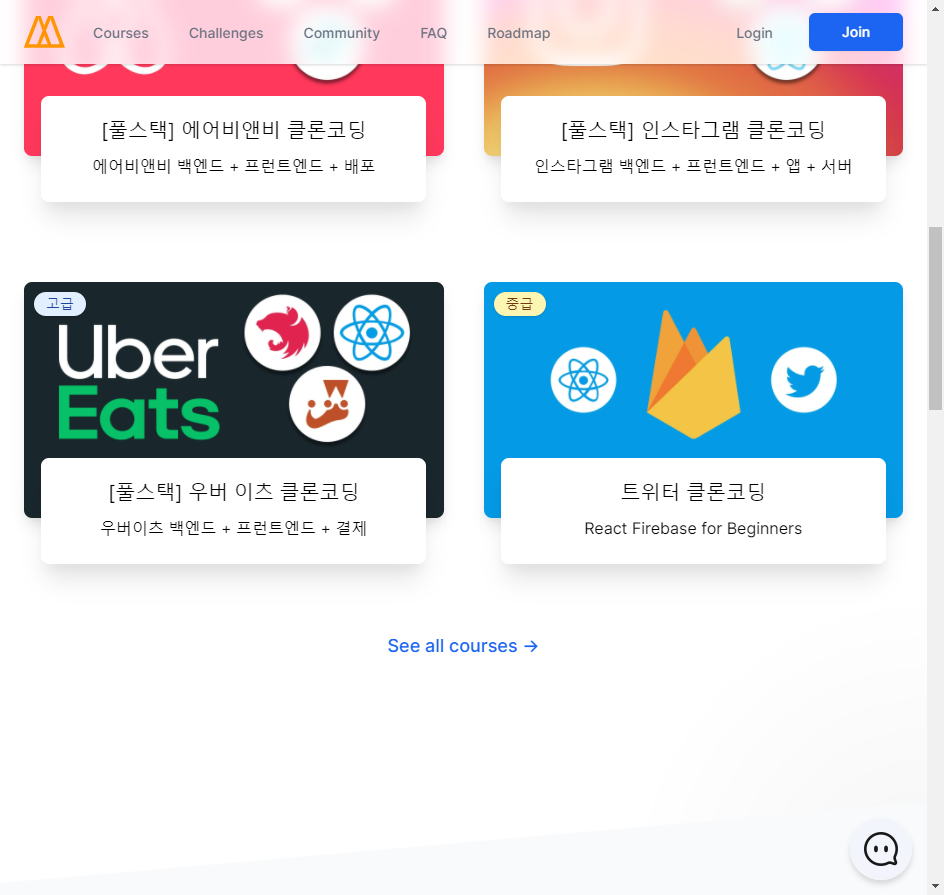 Courses
Challenges
Community
FAQ
Roadmap
Login
Join
[풀스택] 에어비앤비 클론코딩
에어비앤비 백엔드 + 프런트엔드 + 배포
[풀스택] 인스타그램 클론코딩
인스타그램 백엔드 + 프런트엔드 + 앱 + 서버
고급
Uber
Eats
[풀스택] 우버 이츠 클론코딩
우버이츠 백엔드 + 프런트엔드 + 결제
중급
트위터 클론코딩
React Firebase for Beginners
See all courses →